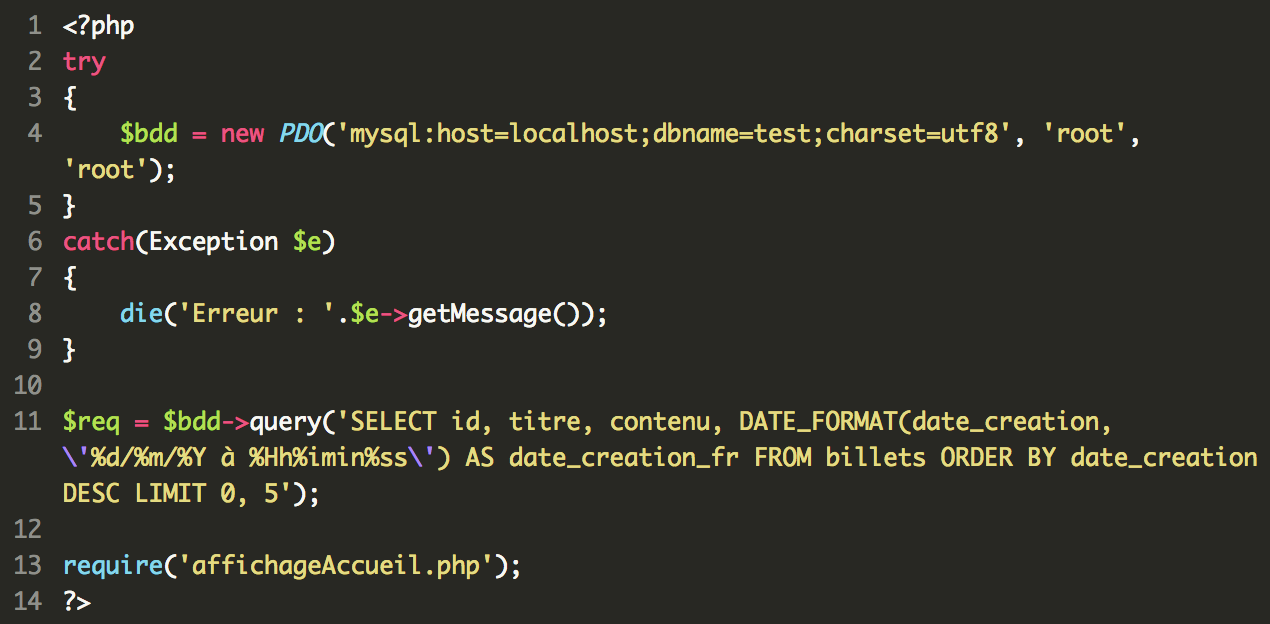 1 <?php
2 try
3 {
4     $bdd = new PDO('mysql:host=localhost;dbname=test;charset=utf8', 'root',
'root');
5 }
6 catch(Exception $e)
7 {
8     die('Erreur : '.$e->getMessage());
9 }
10
11 $req = $bdd->query('SELECT id, titre, contenu, DATE_FORMAT(date_creation,
\'%d/%m/%Y à %Hh%imin%ss\') AS date_creation_fr FROM billets ORDER BY date_creation
DESC LIMIT 0, 5');
12
13 require('affichageAccueil.php');
14 ?>